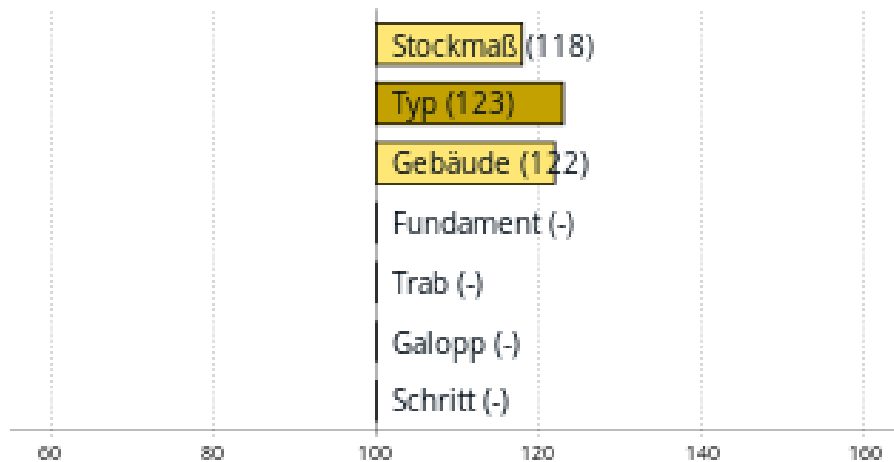 Stockmaß (118)
Typ (123)
Gebäude (122)
Fundament (-)
Trab (-)
Galopp (-)
Schritt (-)
60 80 100 120 140 160